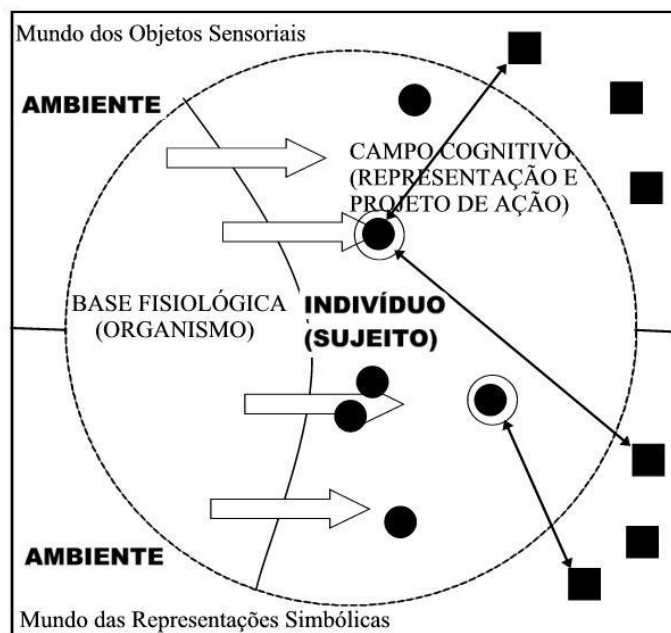 Mundo dos Objetos Sensoriais
AMBIENTE
CAMPO COGNITIVO
(REPRESENTAÇÃO E
PROJETO DE AÇÃO)
BASE FISIOLÓGICA
(ORGANISMO)
INDIVÍDUO
(SUJEITO)
AMBIENTE
Mundo das Representações Simbólicas